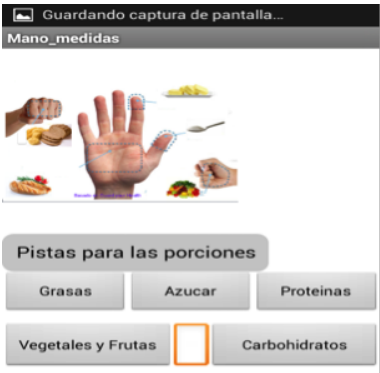 Guardando captura de pantalla...
Mano_medidas
Pistas para las porciones
Grasas
Azucar
Proteinas
Vegetales y Frutas
Carbohidratos